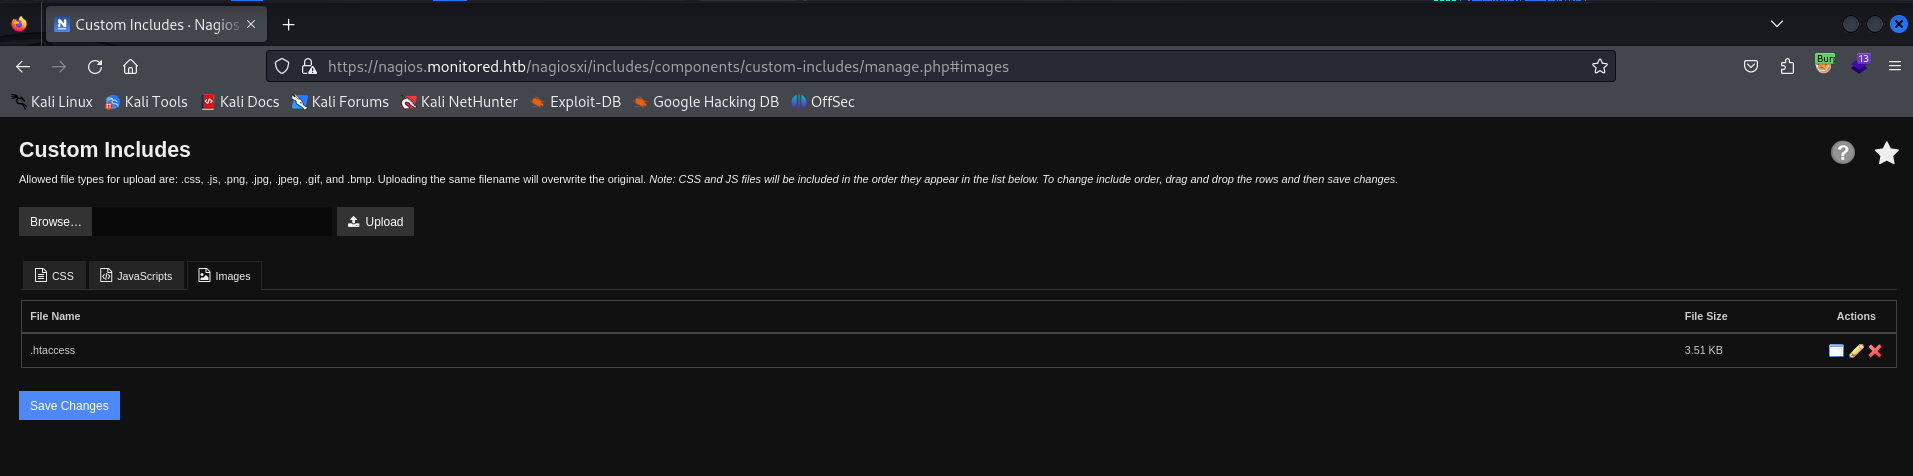 Custom Includes · Nagios
https://nagios.monitored.htb/nagiosxi/includes/components/custom-includes/manage.php#images
Burr
13
Kali Linux Kali Tools Kali Docs Kali Forums Kali NetHunter Exploit-DB Google Hacking DB OffSec
Custom Includes
Allowed file types for upload are: .css, .js, .png, .jpg, .jpeg, .gif, and .bmp. Uploading the same filename will overwrite the original. Note: CSS and JS files will be included in the order they appear in the list below. To change include order, drag and drop the rows and then save changes.
Browse… Upload
CSS JavaScripts Images
File Name File Size Actions
.htaccess 3.51 KB
Save Changes